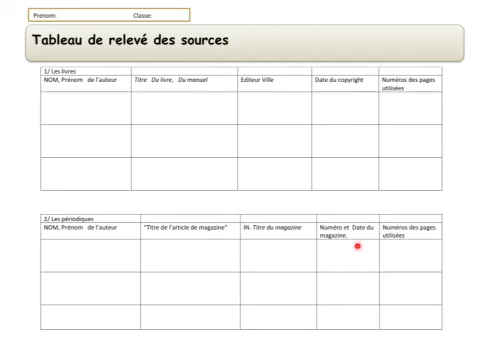 Prenom: Classe:
Tableau de relevé des sources
1/ Les livres
NOM, Prénom de l'auteur
Titre Du livre, Du manuel
Editeur Ville
Date du copyright
Numéros des pages
utilisées
2/ Les périodiques
NOM, Prénom de l'auteur
"Titre de l'article de magazine"
IN. Titre du magazine
Numéro et Date du
magazine.
Numéros des pages
utilisées